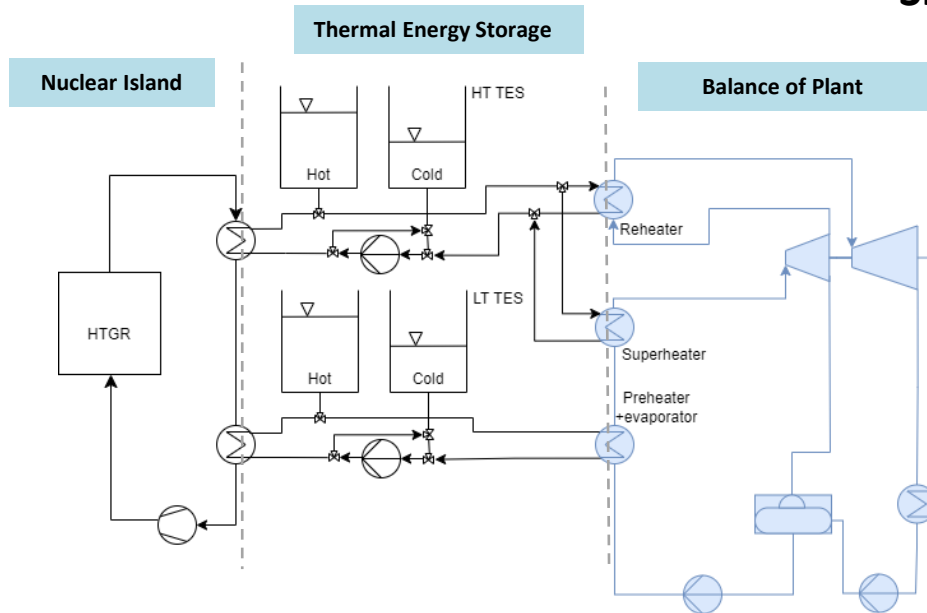 Thermal Energy Storage
Nuclear Island
Balance of Plant
HT TES
Hot
Cold
Reheater
LT TES
HTGR
Superheater
Hot
Cold
Preheater
+evaporator